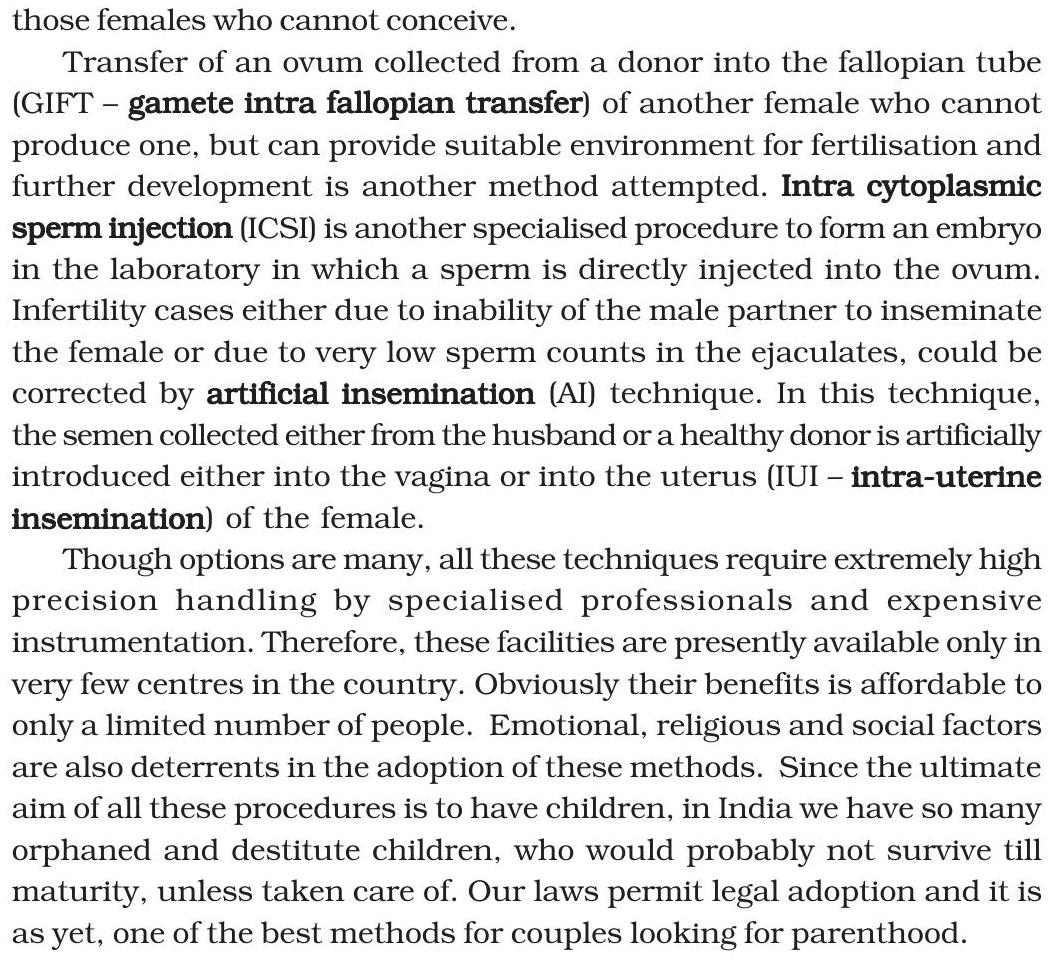 those females who cannot conceive.
Transfer of an ovum collected from a donor into the fallopian tube
(GIFT – gamete intra fallopian transfer) of another female who cannot
produce one, but can provide suitable environment for fertilisation and
further development is another method attempted. Intra cytoplasmic
sperm injection (ICSI) is another specialised procedure to form an embryo
in the laboratory in which a sperm is directly injected into the ovum.
Infertility cases either due to inability of the male partner to inseminate
the female or due to very low sperm counts in the ejaculates, could be
corrected by artificial insemination (AI) technique. In this technique,
the semen collected either from the husband or a healthy donor is artificially
introduced either into the vagina or into the uterus (IUI – intra-uterine
insemination) of the female.
Though options are many, all these techniques require extremely high
precision handling by specialised professionals and expensive
instrumentation. Therefore, these facilities are presently available only in
very few centres in the country. Obviously their benefits is affordable to
only a limited number of people. Emotional, religious and social factors
are also deterrents in the adoption of these methods. Since the ultimate
aim of all these procedures is to have children, in India we have so many
orphaned and destitute children, who would probably not survive till
maturity, unless taken care of. Our laws permit legal adoption and it is
as yet, one of the best methods for couples looking for parenthood.